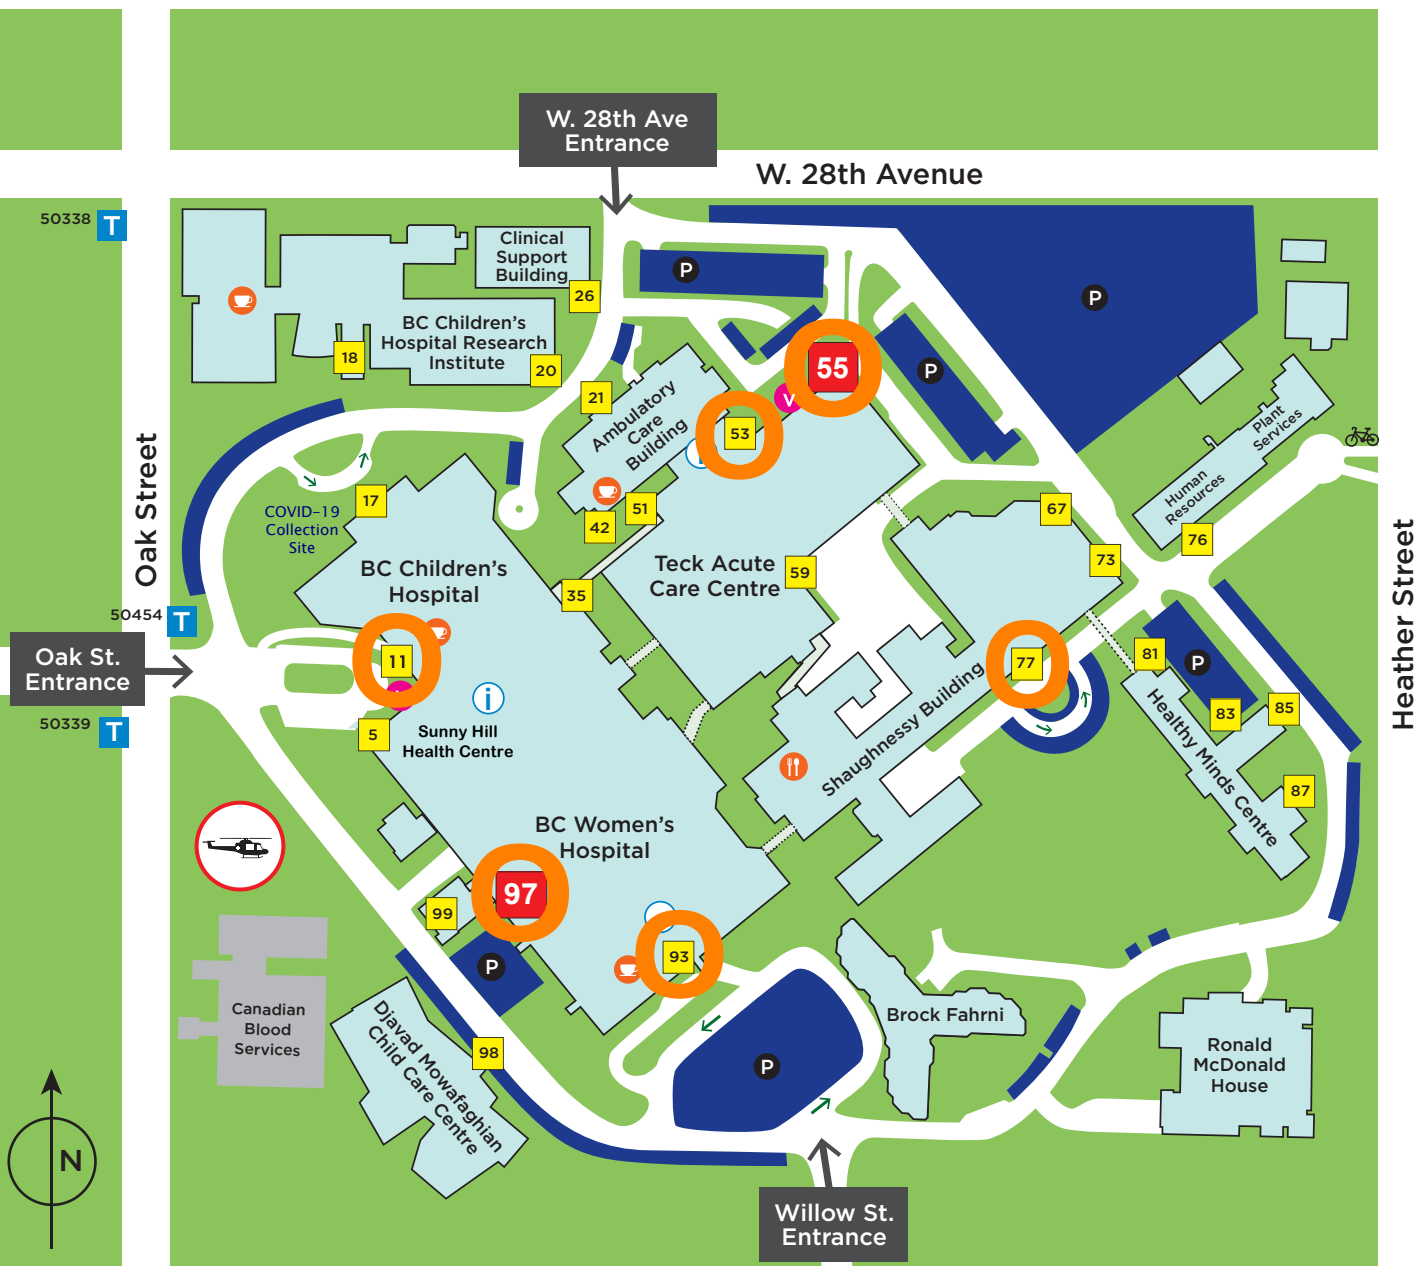 W. 28th Ave
Entrance
W. 28th Avenue
50338
T
Clinical
Support
Building
26
P
P
BC Children's
Hospital Research
Institute
18
20
55
P
V
21
Ambulatory
Care
Building
53
Plant
Services
Human
Resources
Oak Street
17
COVID-19
Collection
Site
51
42
67
76
73
Heather Street
BC Children's
Hospital
Teck Acute
Care Centre
59
35
50454
T
Oak St.
Entrance
11
77
81
P
50339
T
5
i
Sunny Hill
Health Centre
Shaughnessy Building
83
85
Healthy Minds Centre
87
BC Women's
Hospital
97
99
93
P
Canadian
Blood
Services
Djavad Mowafaghian
Child Care Centre
98
P
Brock Fahrni
Ronald
McDonald
House
N
Willow St.
Entrance